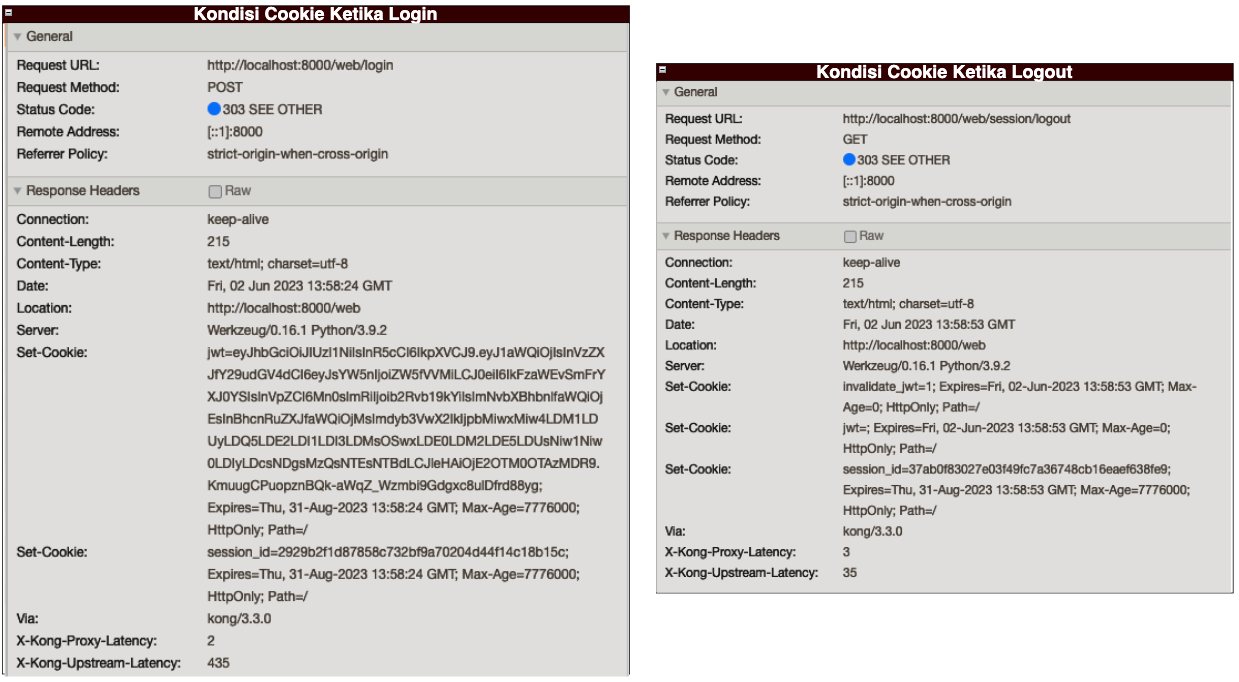 Kondisi Cookie Ketika Login
General
Request URL: http://localhost:8000/web/login
Request Method: POST
Status Code: 303 SEE OTHER
Remote Address: [::1]:8000
Referrer Policy: strict-origin-when-cross-origin
Response Headers Raw
Connection: keep-alive
Content-Length: 215
Content-Type: text/html; charset=utf-8
Date: Fri, 02 Jun 2023 13:58:24 GMT
Location: http://localhost:8000/web
Server: Werkzeug/0.16.1 Python/3.9.2
Set-Cookie: jwt=eyJhbGciOiJIUzI1NiIsInR5cCI6IkpXVCJ9.eyJ1aWQiOjIsInVzZX
JfY29udGV4dCI6eyJsYW5nIjoiZW5fVVMiLCJ0eiI6IkFzaWEvSmFrY
XJ0YSIsInVpZCI6Mn0sImRiIjoib2Rvb19kYiIsImNvbXBhbnlfaWQiOj
EsInBhcnRuZXJfaWQiOjMsImdyb3VwX2lkIjpbMiwxMiw4LDM1LD
UyLDQ5LDE2LDI1LDI3LDMsOSwxLDE0LDM2LDE5LDUsNiw1Niw
0LDIyLDcsNDgsMzQsNTEsNTBdLCJleHAiOjE2OTM0OTAzMDR9.
KmuugCPuopznBQk-aWqZ_Wzmbi9Gdgxc8ulDfrd88yg;
Expires=Thu, 31-Aug-2023 13:58:24 GMT; Max-Age=7776000;
HttpOnly; Path=/
Set-Cookie: session_id=2929b2f1d87858c732bf9a70204d44f14c18b15c;
Expires=Thu, 31-Aug-2023 13:58:24 GMT; Max-Age=7776000;
HttpOnly; Path=/
Via: kong/3.3.0
X-Kong-Proxy-Latency: 2
X-Kong-Upstream-Latency: 435
Kondisi Cookie Ketika Logout
General
Request URL: http://localhost:8000/web/session/logout
Request Method: GET
Status Code: 303 SEE OTHER
Remote Address: [::1]:8000
Referrer Policy: strict-origin-when-cross-origin
Response Headers Raw
Connection: keep-alive
Content-Length: 215
Content-Type: text/html; charset=utf-8
Date: Fri, 02 Jun 2023 13:58:53 GMT
Location: http://localhost:8000/web
Server: Werkzeug/0.16.1 Python/3.9.2
Set-Cookie: invalidate_jwt=1; Expires=Fri, 02-Jun-2023 13:58:53 GMT; Max-
Age=0; HttpOnly; Path=/
Set-Cookie: jwt=; Expires=Fri, 02-Jun-2023 13:58:53 GMT; Max-Age=0;
HttpOnly; Path=/
Set-Cookie: session_id=37ab0f83027e03f49fc7a36748cb16eaef638fe9;
Expires=Thu, 31-Aug-2023 13:58:53 GMT; Max-Age=7776000;
HttpOnly; Path=/
Via: kong/3.3.0
X-Kong-Proxy-Latency: 3
X-Kong-Upstream-Latency: 35